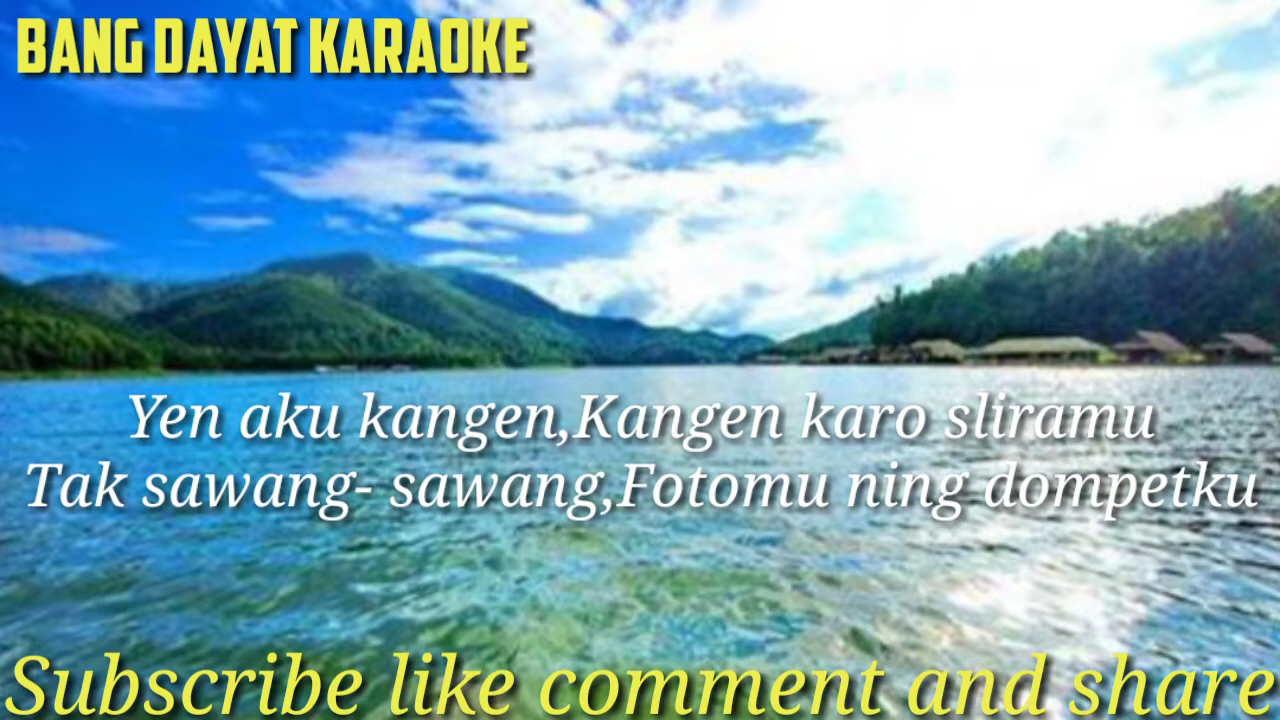 BANG DAYAT KARAOKE
Yen aku kangen,Kangen karo sliramu
Tak sawang- sawang,Fotomu ning dompetku
Subscribe like comment and share